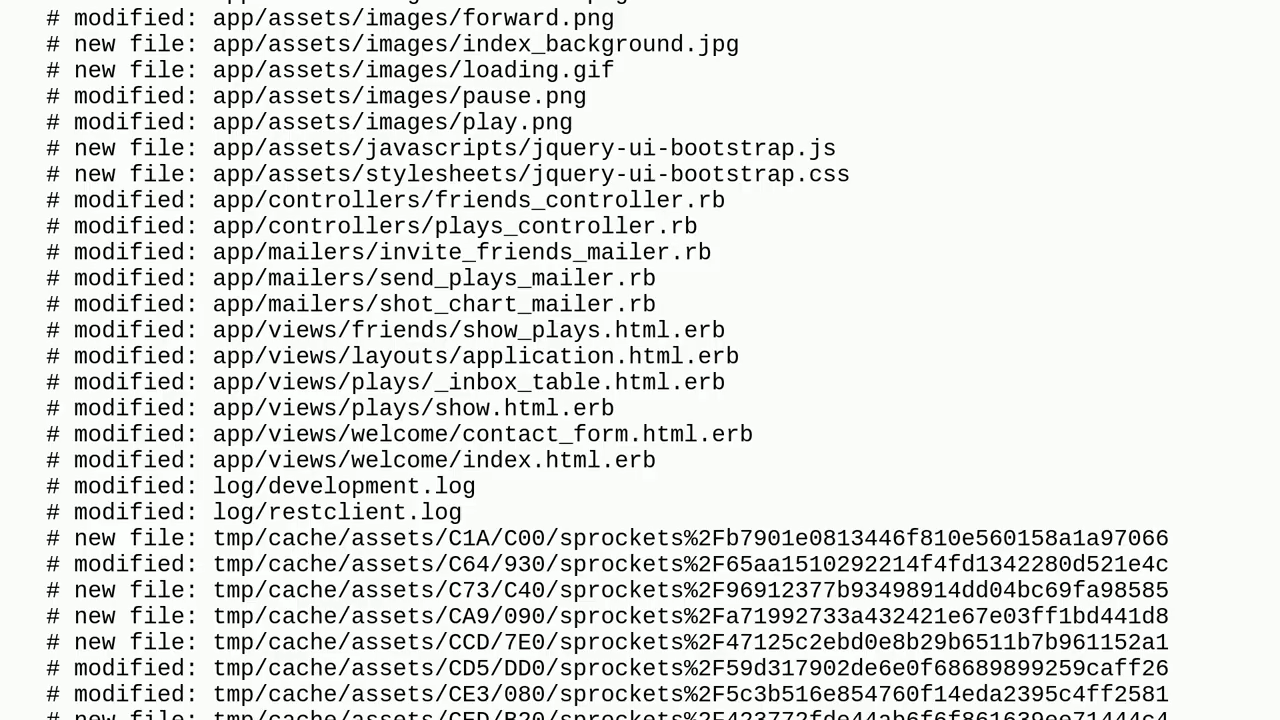 # modified: app/assets/images/forward.png
# new file: app/assets/images/index_background.jpg
# new file: app/assets/images/loading.gif
# modified: app/assets/images/pause.png
# modified: app/assets/images/play.png
# new file: app/assets/javascripts/jquery-ui-bootstrap.js
# new file: app/assets/stylesheets/jquery-ui-bootstrap.css
# modified: app/controllers/friends_controller.rb
# modified: app/controllers/plays_controller.rb
# modified: app/mailers/invite_friends_mailer.rb
# modified: app/mailers/send_plays_mailer.rb
# modified: app/mailers/shot_chart_mailer.rb
# modified: app/views/friends/show_plays.html.erb
# modified: app/views/layouts/application.html.erb
# modified: app/views/plays/_inbox_table.html.erb
# modified: app/views/plays/show.html.erb
# modified: app/views/welcome/contact_form.html.erb
# modified: app/views/welcome/index.html.erb
# modified: log/development.log
# modified: log/restclient.log
# new file: tmp/cache/assets/C1A/C00/sprockets%2Fb7901e0813446f810e560158a1a97066
# modified: tmp/cache/assets/C64/930/sprockets%2F65aa1510292214f4fd1342280d521e4c
# new file: tmp/cache/assets/C73/C40/sprockets%2F96912377b93498914dd04bc69fa98585
# new file: tmp/cache/assets/CA9/090/sprockets%2Fa71992733a432421e67e03ff1bd441d8
# new file: tmp/cache/assets/CCD/7E0/sprockets%2F47125c2ebd0e8b29b6511b7b961152a1
# modified: tmp/cache/assets/CD5/DD0/sprockets%2F59d317902de6e0f68689899259caff26
# modified: tmp/cache/assets/CE3/080/sprockets%2F5c3b516e854760f14eda2395c4ff2581
# new file: tmp/cache/assets/CED/B20/sprockets%2F423772fde44ab6f6f861639ee71444c4